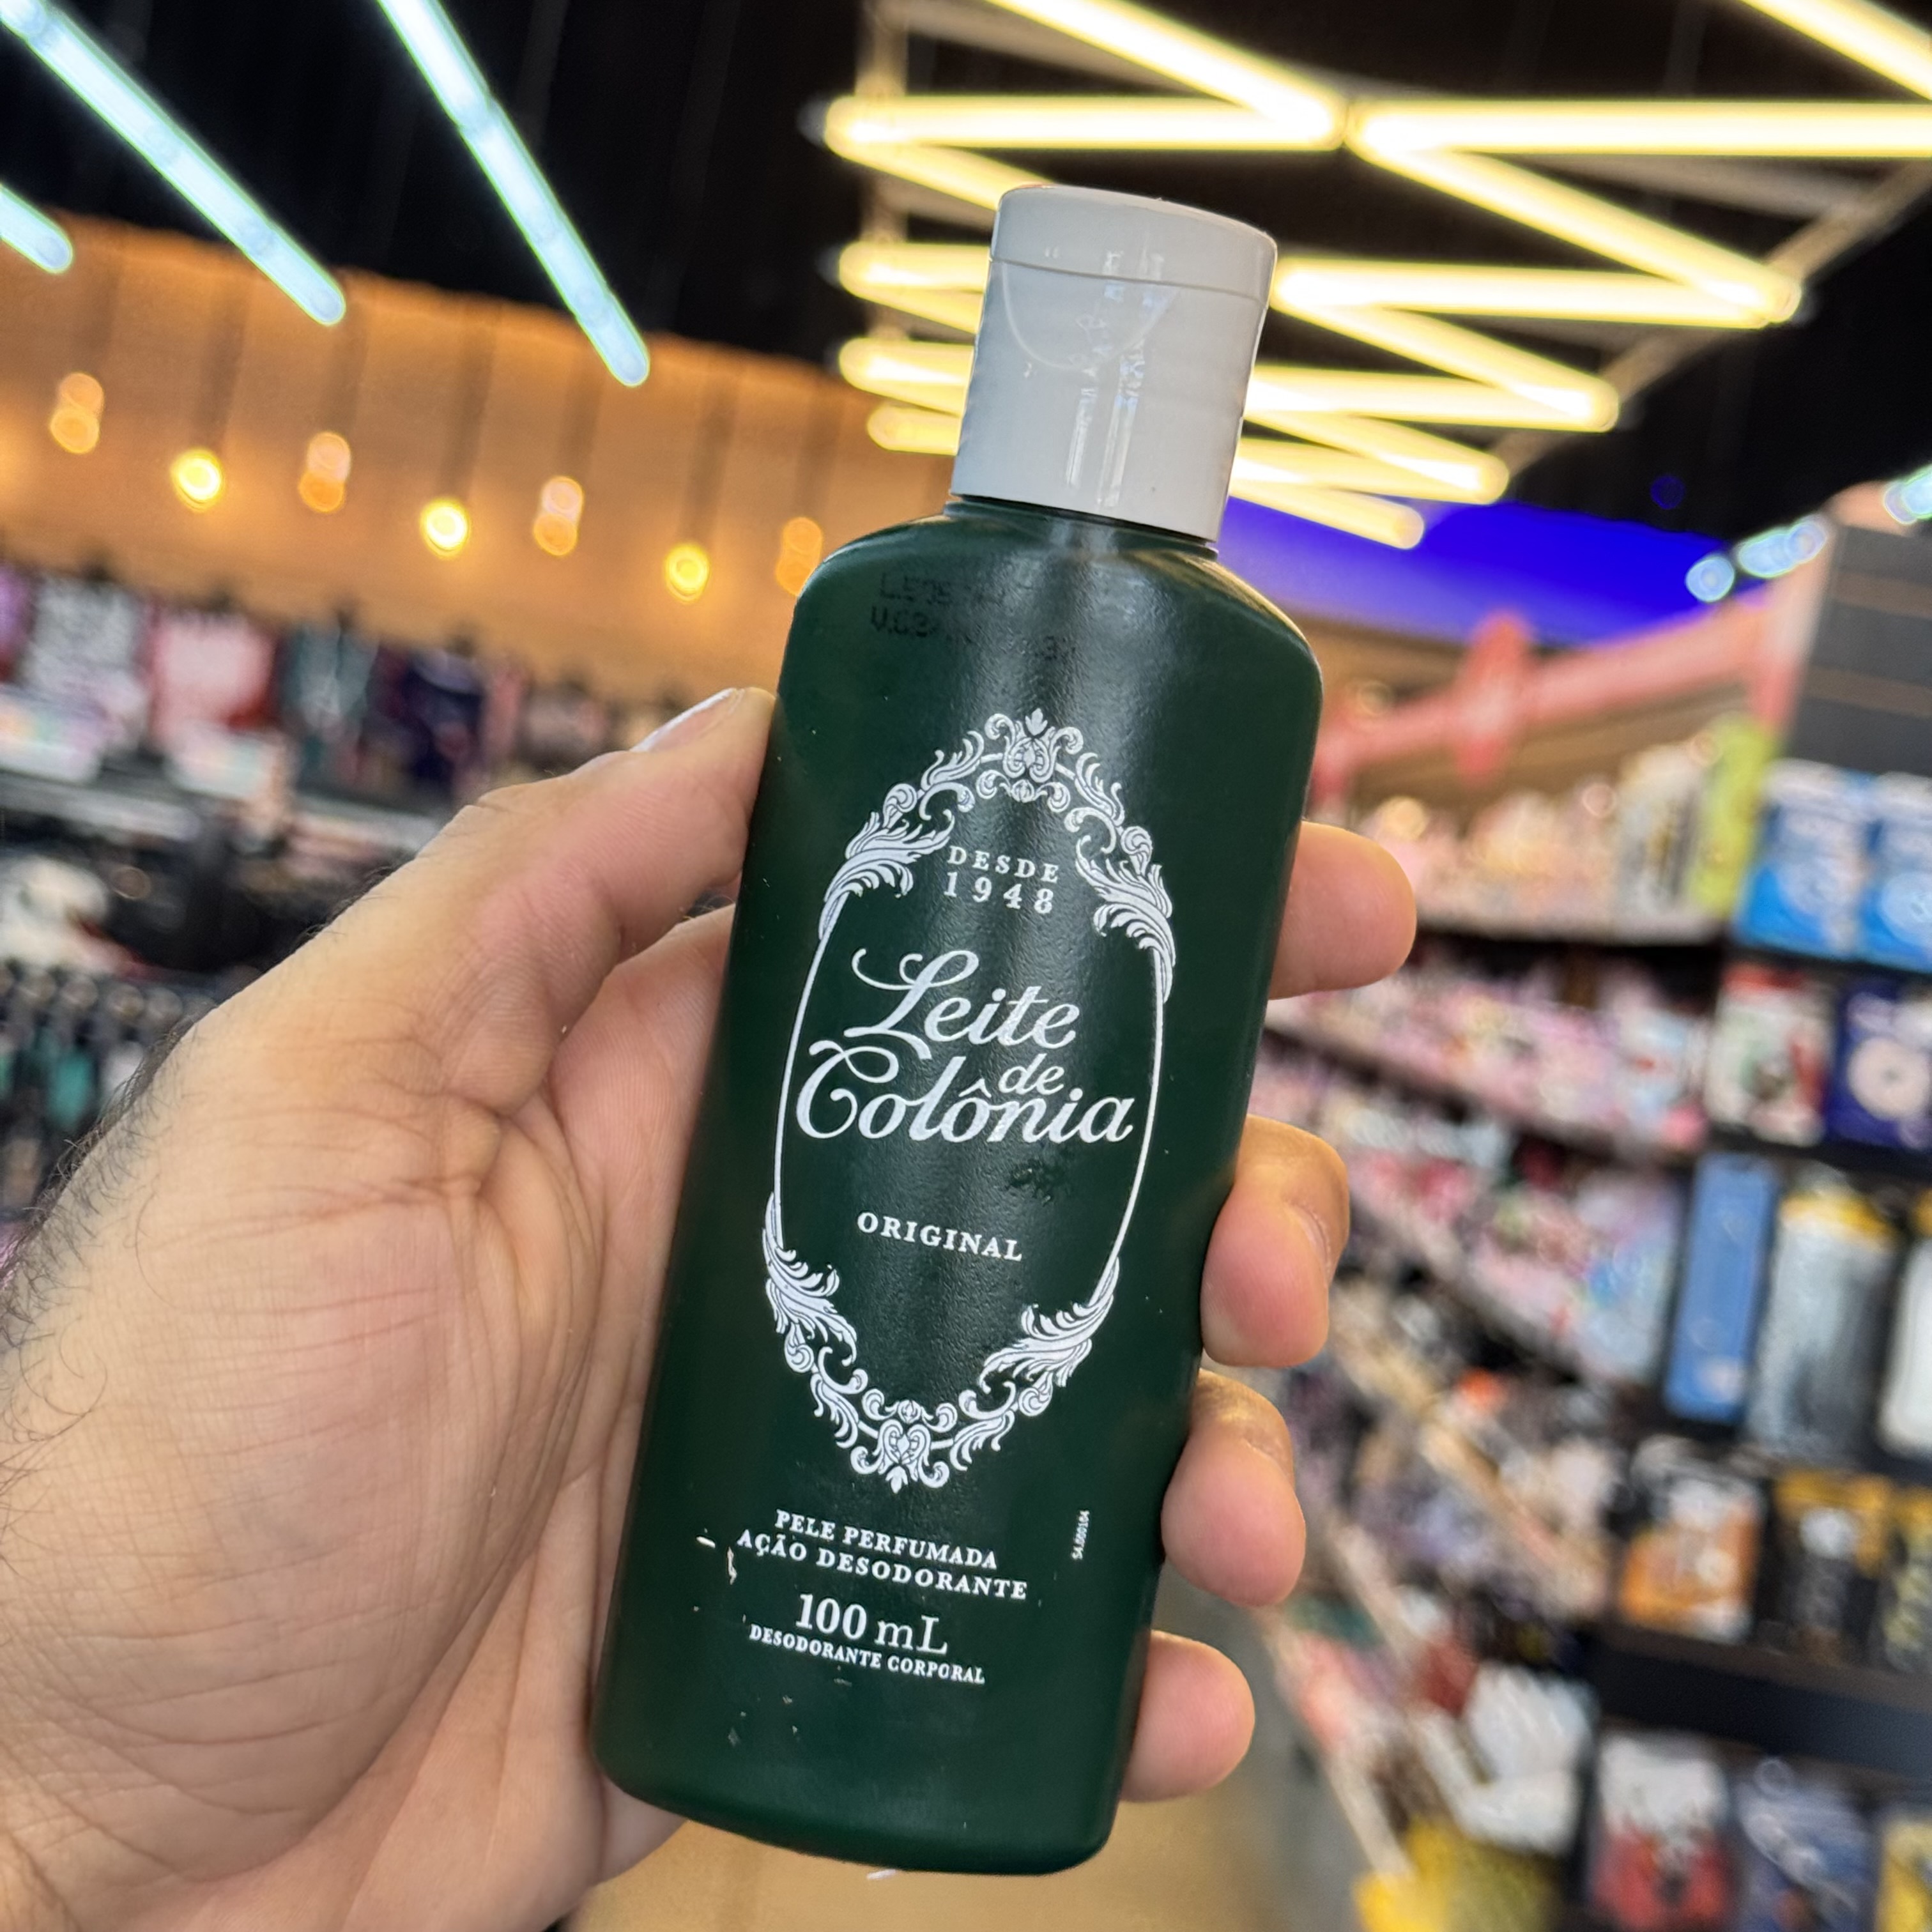 DESDE
1948
Leite
de
Colônia
ORIGINAL
PELE PERFUMADA
AÇÃO DESODORANTE
100 mL
DESODORANTE CORPORAL